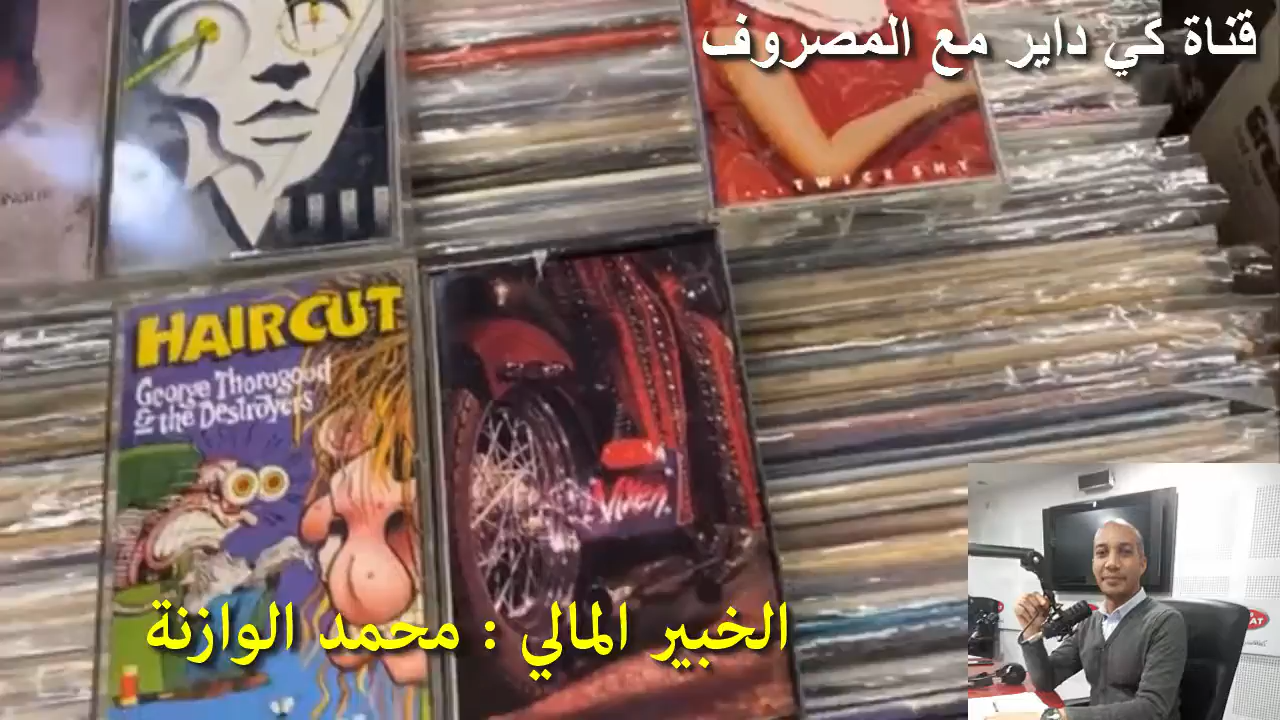 قناة كي داير مع المصروف
...TWICE SHY
HAIRCUT
George Thorogood
& the Destroyers
Vixen
الخبير المالي : محمد الوازنة